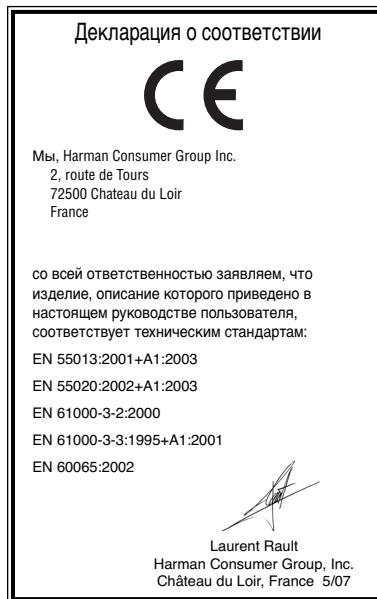 Декларация о соответствии
CE
Мы, Harman Consumer Group Inc.
2, route de Tours
72500 Chateau du Loir
France
со всей ответственностью заявляем, что
изделие, описание которого приведено в
настоящем руководстве пользователя,
соответствует техническим стандартам:
EN 55013:2001+A1:2003
EN 55020:2002+A1:2003
EN 61000-3-2:2000
EN 61000-3-3:1995+A1:2001
EN 60065:2002
Laurent Rault
Harman Consumer Group, Inc.
Château du Loir, France 5/07